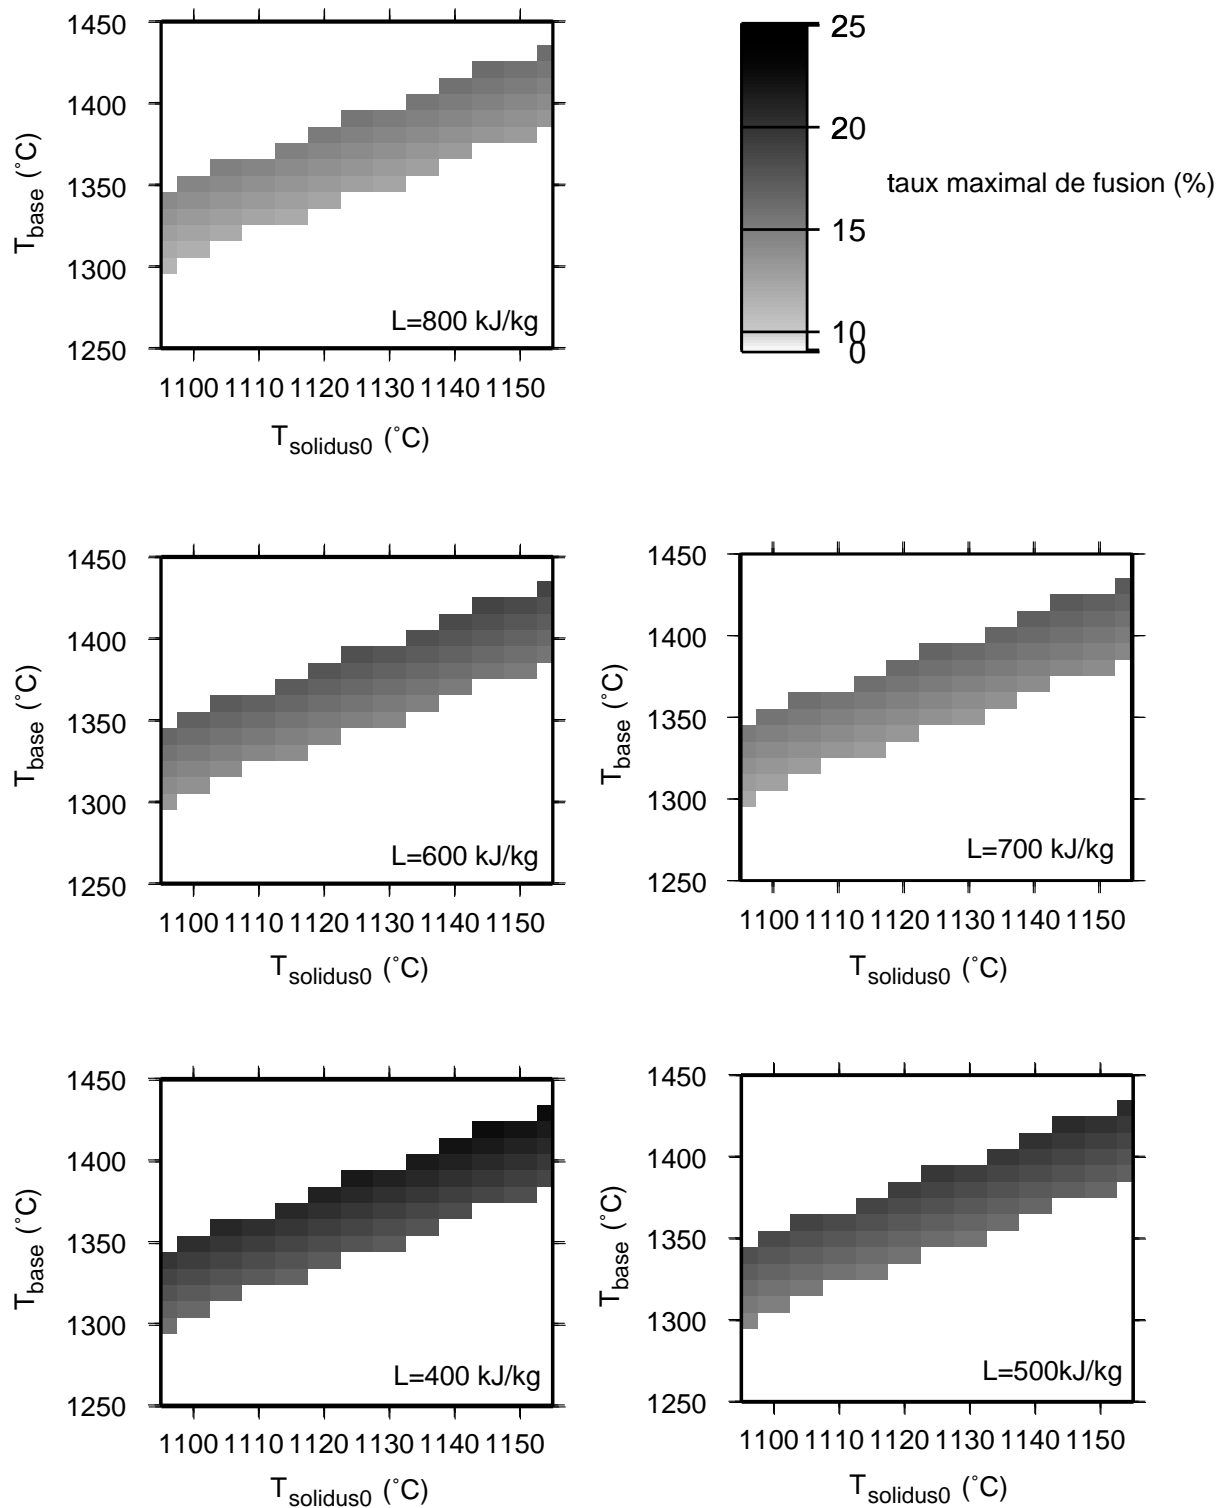 1450
1400
1350
1300
1250
T_base (˚C)
L=800 kJ/kg
1100 1110 1120 1130 1140 1150
T_solidus0 (˚C)
25
20
15
10
0
taux maximal de fusion (%)
1450
1400
1350
1300
1250
T_base (˚C)
L=600 kJ/kg
1100 1110 1120 1130 1140 1150
T_solidus0 (˚C)
1450
1400
1350
1300
1250
T_base (˚C)
L=700 kJ/kg
1100 1110 1120 1130 1140 1150
T_solidus0 (˚C)
1450
1400
1350
1300
1250
T_base (˚C)
L=400 kJ/kg
1100 1110 1120 1130 1140 1150
T_solidus0 (˚C)
1450
1400
1350
1300
1250
T_base (˚C)
L=500kJ/kg
1100 1110 1120 1130 1140 1150
T_solidus0 (˚C)